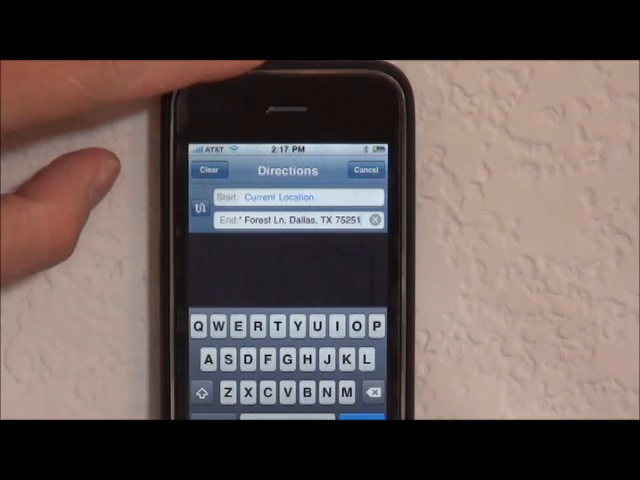 AT&T 2:17 PM
Clear Directions Cancel
Start: Current Location
End: Forest Ln, Dallas, TX 75251
Q W E R T Y U I O P
A S D F G H J K L
Z X C V B N M